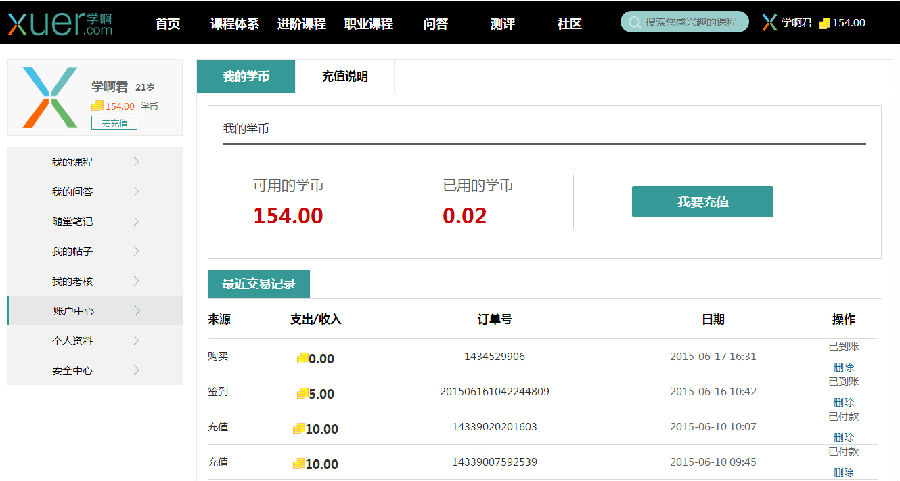 xuer学啊.com
首页 课程体系 进阶课程 职业课程 问答 测评 社区 搜索您感兴趣的课程 学啊君 154.00
学啊君 21岁
154.00 学币
去充值
我的课程
我的问答
随堂笔记
我的帖子
我的考核
账户中心
个人资料
安全中心
我的学币 充值说明
我的学币
可用的学币 已用的学币
154.00 0.02
我要充值
最近交易记录
来源 支出/收入 订单号 日期 操作
购买 0.00 1434529906 2015-06-17 16:31 已到账
删除
签到 5.00 201506161042244809 2015-06-16 10:42 已到账
删除
充值 10.00 14339020201603 2015-06-10 10:07 已付款
删除
充值 10.00 14339007592539 2015-06-10 09:45 已付款
删除